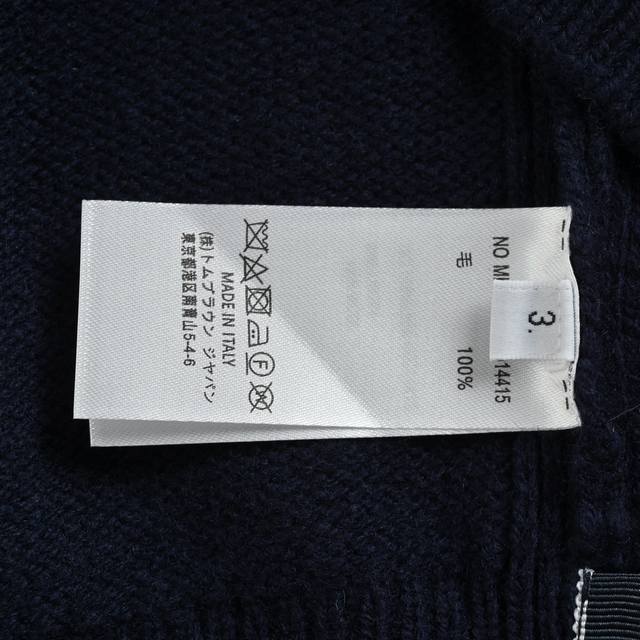 NO M 14415
3.
毛 100%
MADE IN ITALY
(株)トムブラウン ジャパン
東京都港区南青山5-4-6